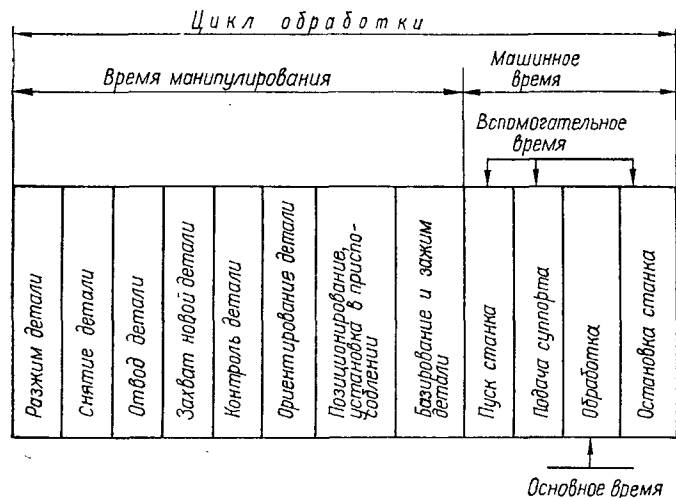 Цикл обработки
Время манипулирования
Машинное
время
Вспомогательное
время
Разжим детали
Снятие детали
Отвод детали
Захват новой детали
Контроль детали
Ориентирование детали
Позиционирование,
установка в приспо-
соблении
Базирование и зажим
детали
Пуск станка
Подача суппорта
Обработка
Остановка станка
Основное время